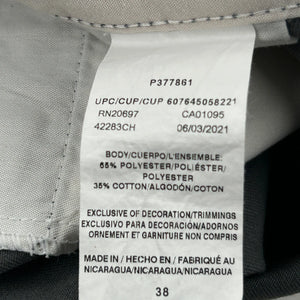 P377861
UPC/CUP/CUP 607645058221
RN20697 CA01095
42283CH 06/03/2021
BODY/CUERPO/L'ENSEMBLE:
65% POLYESTER/POLIÉSTER/
POLYESTER
35% COTTON/ALGODÓN/COTON
EXCLUSIVE OF DECORATION/TRIMMINGS
EXCLUSIVO PARA DECORACIÓN/ADORNOS
ORNEMENT ET GARNITURE NON COMPRIS
MADE IN / HECHO EN / FABRIQUÉ AU
NICARAGUA/NICARAGUA/NICARAGUA
38